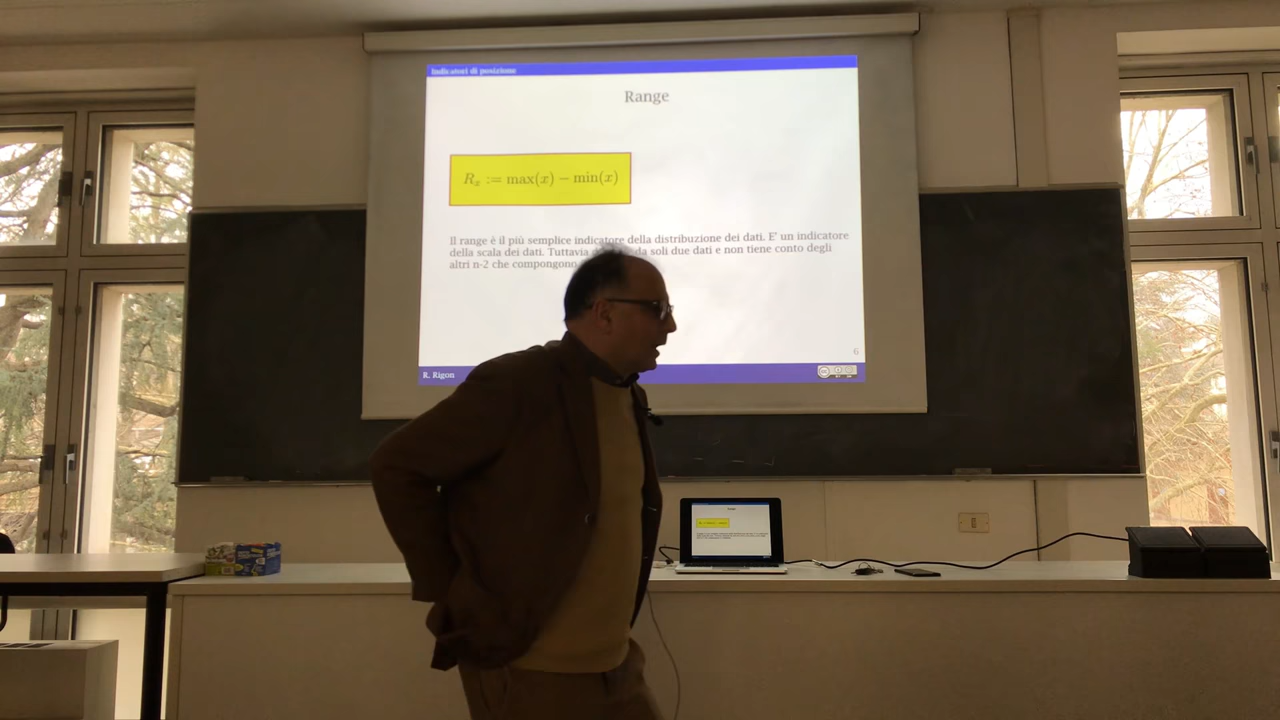 Indicatori di posizione
Range
Rₓ := max(x) − min(x)
Il range è il più semplice indicatore della distribuzione dei dati. E' un indicatore
della scala dei dati. Tuttavia da soli due dati e non tiene conto degli
altri n-2 che compongono
6
R. Rigon